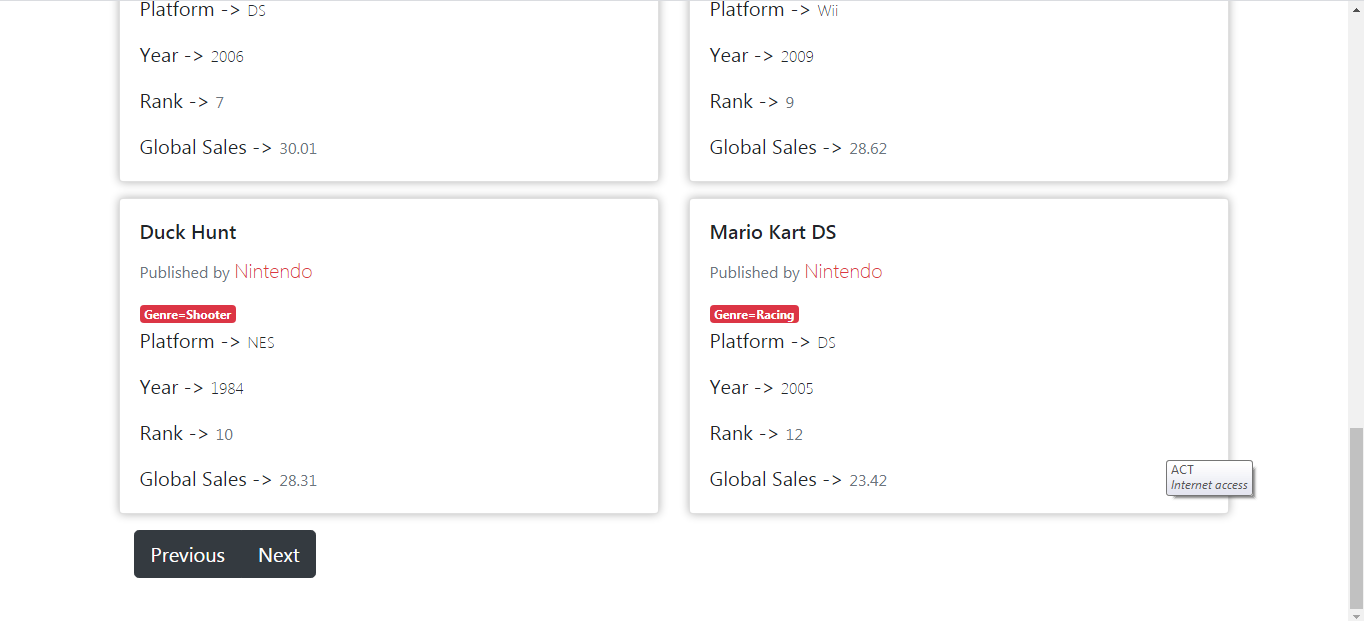 Platform -> DS
Year -> 2006
Rank -> 7
Global Sales -> 30.01
Platform -> Wii
Year -> 2009
Rank -> 9
Global Sales -> 28.62
Duck Hunt
Published by Nintendo
Genre=Shooter
Platform -> NES
Year -> 1984
Rank -> 10
Global Sales -> 28.31
Mario Kart DS
Published by Nintendo
Genre=Racing
Platform -> DS
Year -> 2005
Rank -> 12
Global Sales -> 23.42
ACT
Internet access
Previous Next